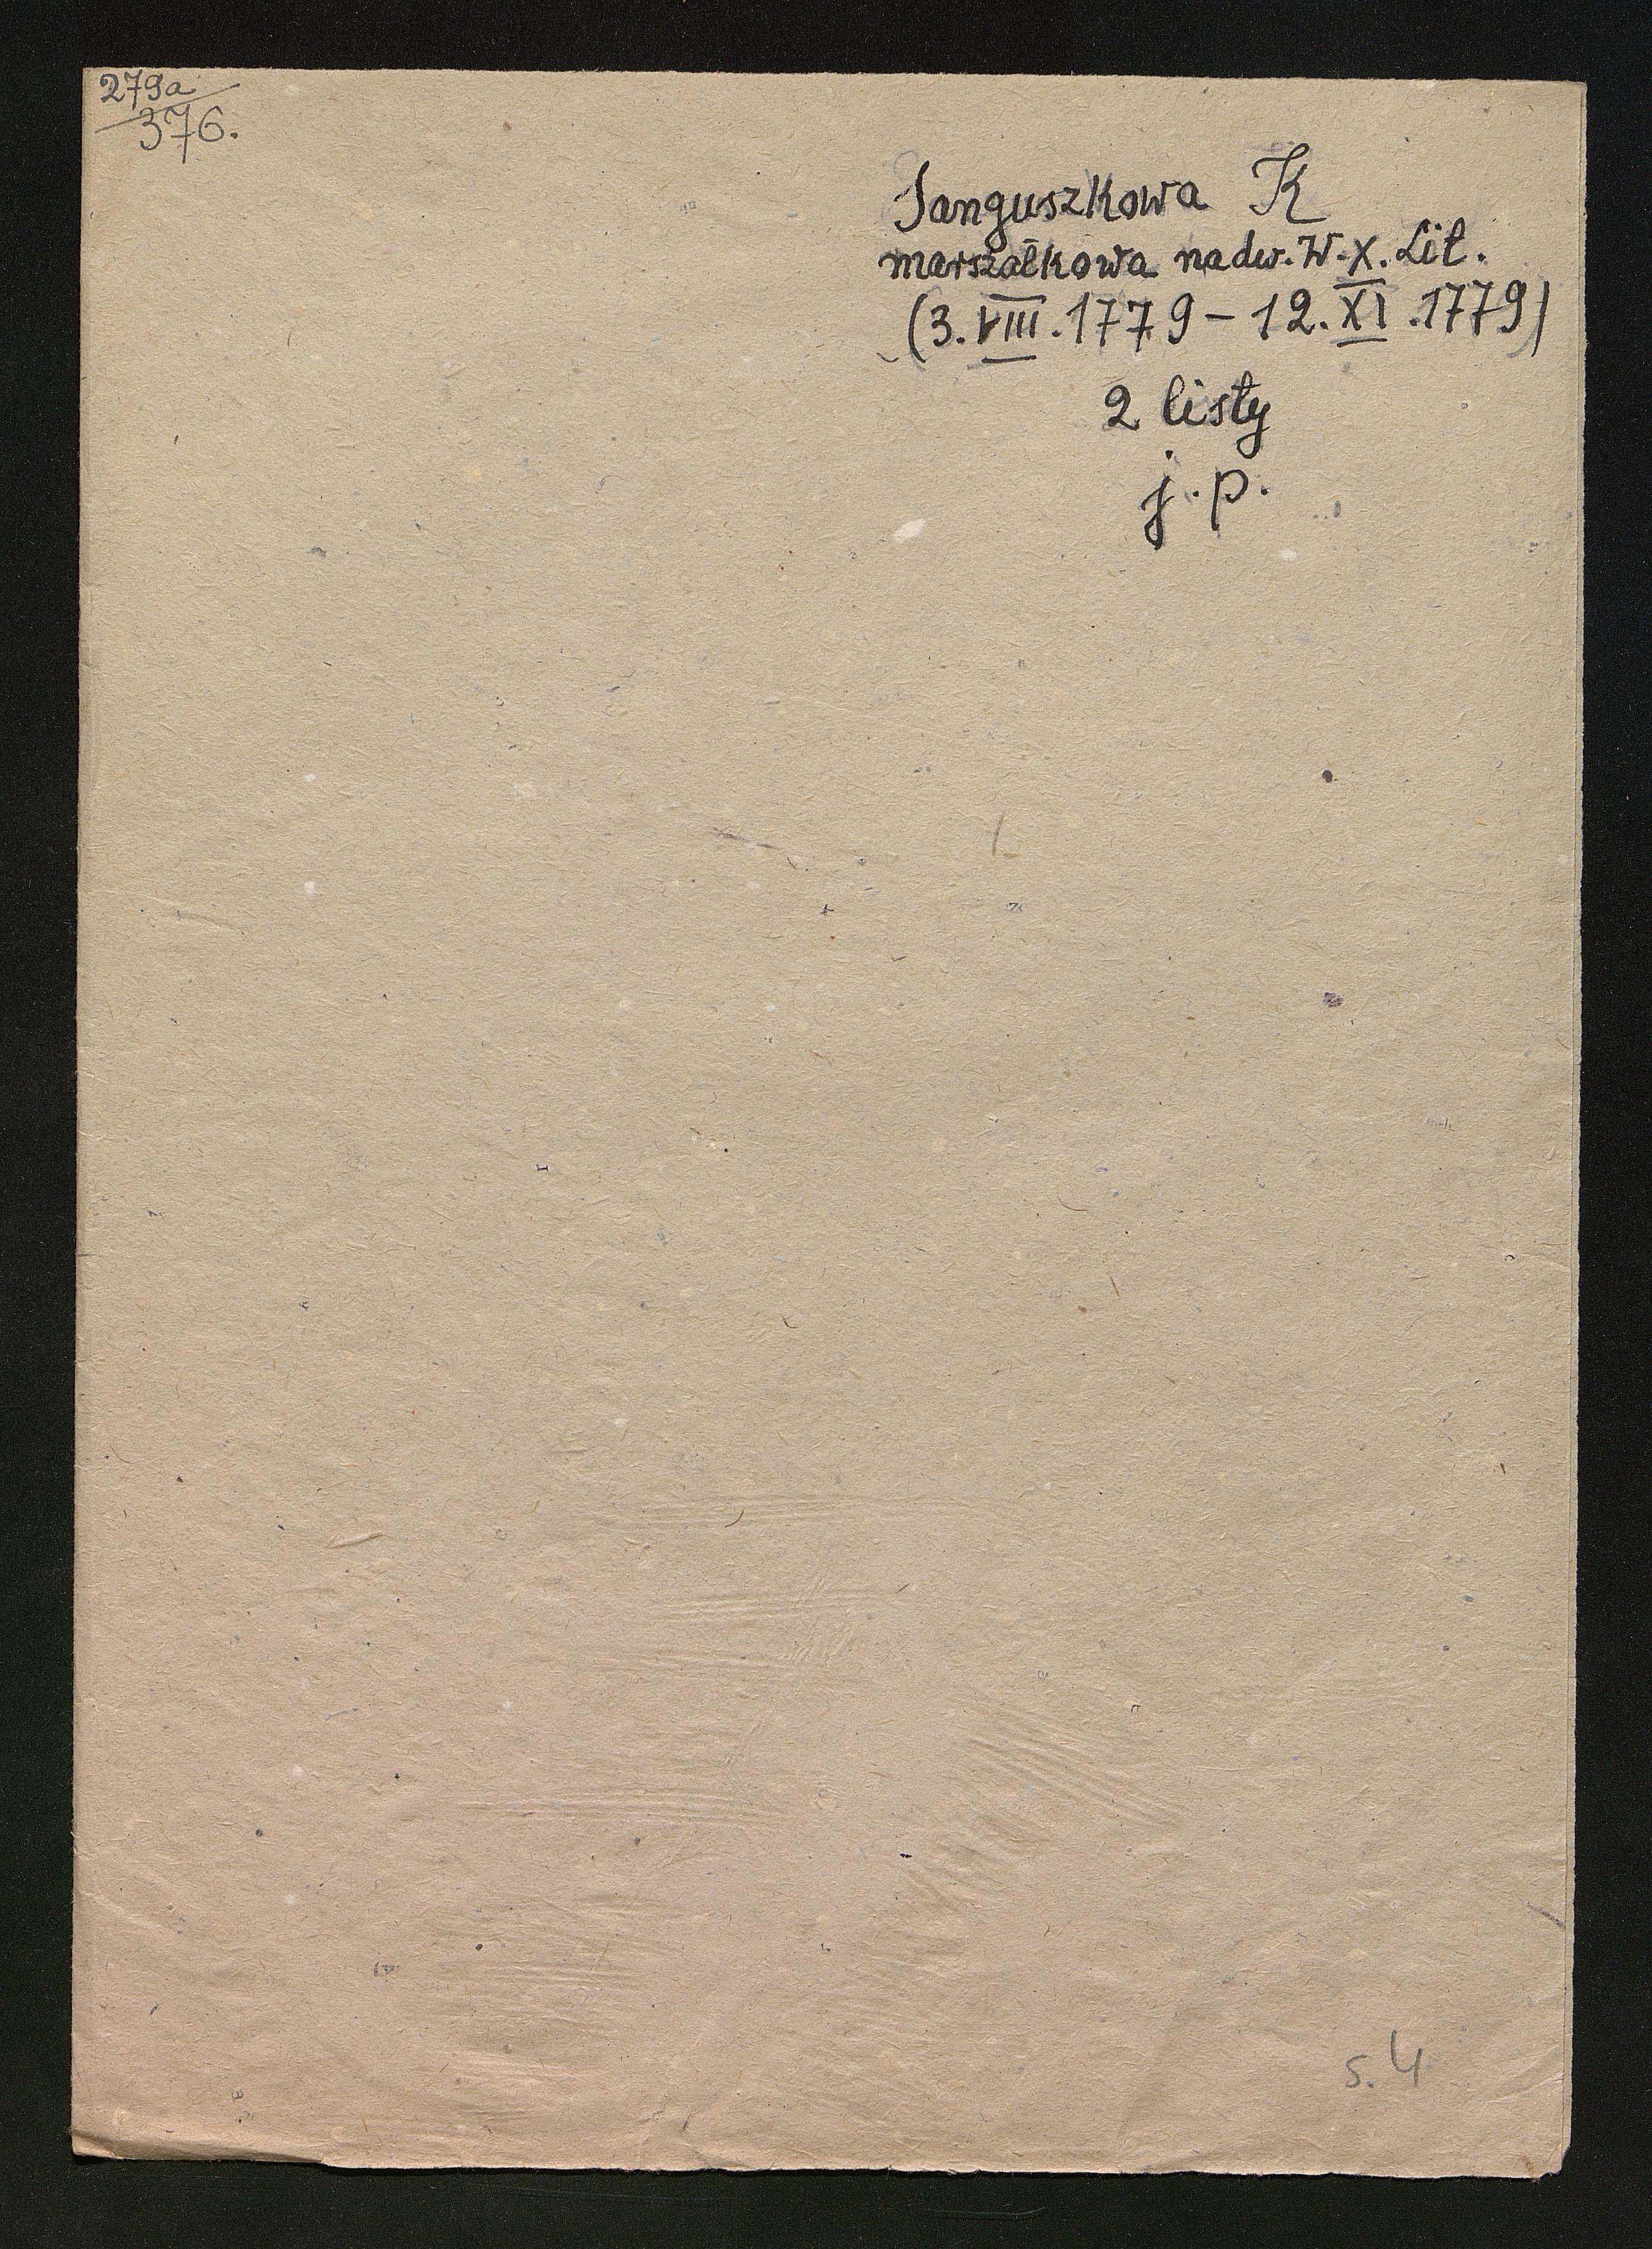 279a
376.
Sanguszkowa K
marszałkowa nadw. W. X. Lit.
(3.VIII.1779 - 12.XI.1779)
2 listy
j. p.
s. 4